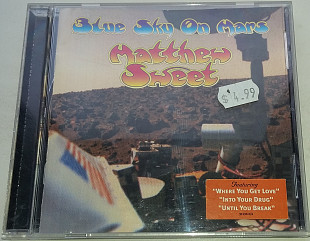 Blue Sky On Mars
Matthew
Sweet
$4.99
Featuring
"WHERE YOU GET LOVE"
"INTO YOUR DRUG"
"UNTIL YOU BREAK"